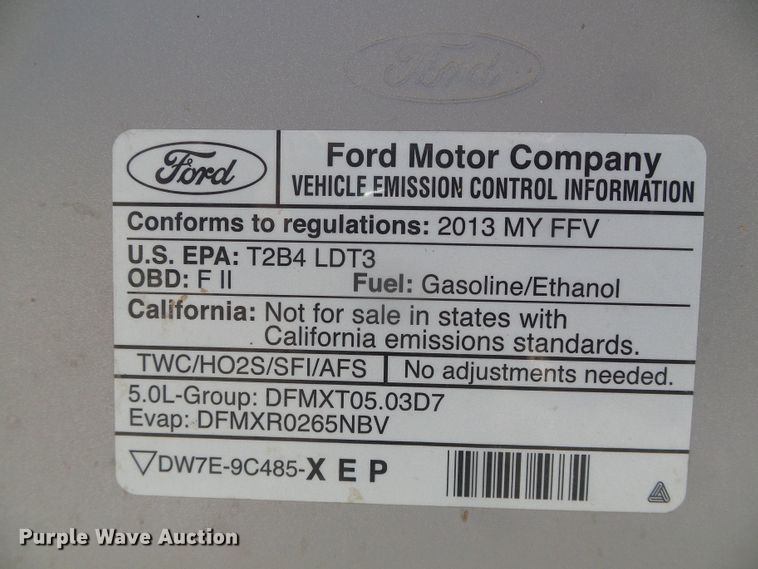 Ford
Ford
Ford Motor Company
VEHICLE EMISSION CONTROL INFORMATION
Conforms to regulations: 2013 MY FFV
U.S. EPA: T2B4 LDT3
OBD: F II Fuel: Gasoline/Ethanol
California: Not for sale in states with
California emissions standards.
TWC/HO2S/SFI/AFS No adjustments needed.
5.0L-Group: DFMXT05.03D7
Evap: DFMXR0265NBV
DW7E-9C485-XEP
Purple Wave Auction